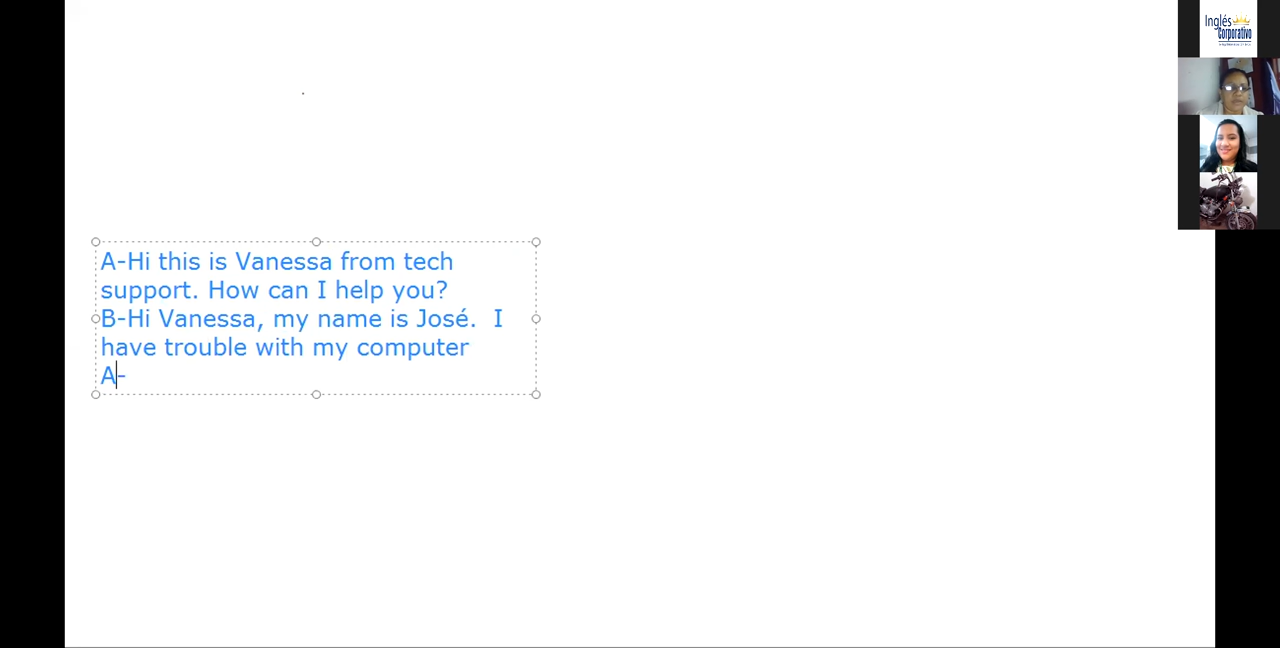 Inglés
Corporativo
A-Hi this is Vanessa from tech
support. How can I help you?
B-Hi Vanessa, my name is José.  I
have trouble with my computer
A-